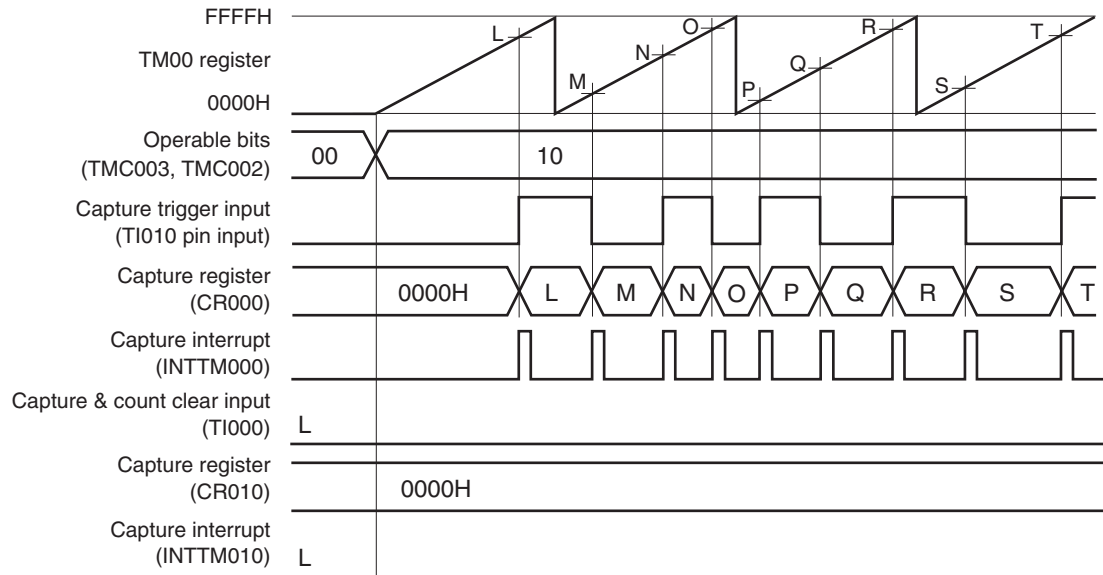 FFFFH
TM00 register
0000H
L
M
N
O
P
Q
R
S
T
Operable bits
(TMC003, TMC002)
00
10
Capture trigger input
(TI010 pin input)
Capture register
(CR000)
0000H
L
M
N
O
P
Q
R
S
T
Capture interrupt
(INTTM000)
Capture & count clear input
(TI000)
L
Capture register
(CR010)
0000H
Capture interrupt
(INTTM010)
L